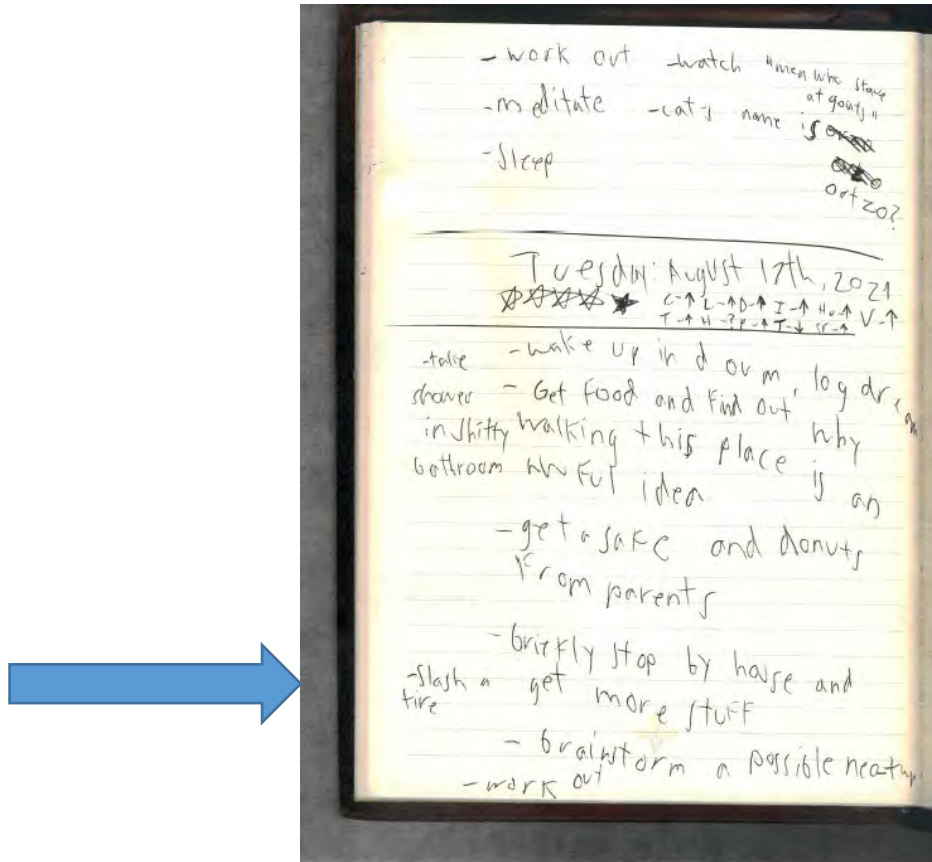 - work out - watch "men who stare
at goats"
- meditate - cat's name is
- sleep
ortzo?
Tuesday: August 17th, 2021
C-↑ L-↑ D-↑ I-↑ Hu-↑ V-↑
T-↑ H-? P-↑ T-↓ Sr-↑
- wake up in dorm, log dream
- take
shower
in shitty
bathroom
- Get food and find out why
walking this place is an
awful idea
- get a safe and donuts
from parents
- briefly stop by house and
get more stuff
- slash a
tire
- brainstorm a possible
- work out